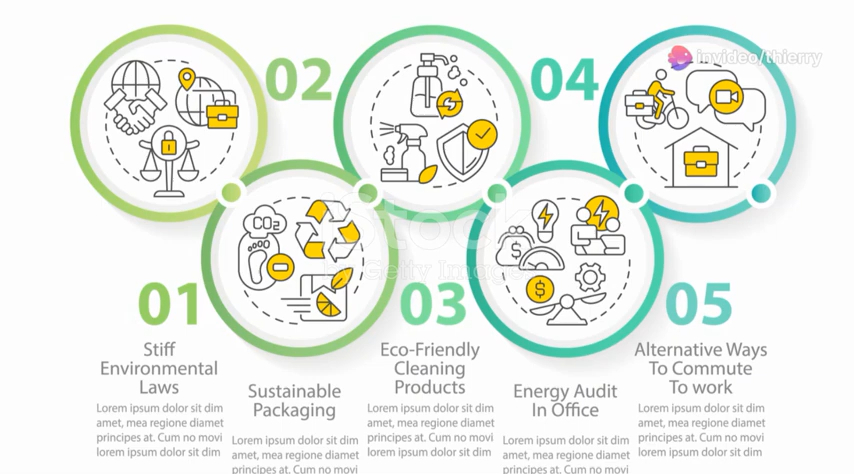 invideo/thierry
02
04
CO2
iStock
by Getty Images
01
03
05
Stiff
Environmental
Laws
Lorem ipsum dolor sit dim
amet, mea regione diamet
principes at. Cum no movi
lorem ipsum dolor sit dim
Sustainable
Packaging
Lorem ipsum dolor sit dim
amet, mea regione diamet
principes at. Cum no movi
Eco-Friendly
Cleaning
Products
Lorem ipsum dolor sit dim
amet, mea regione diamet
principes at. Cum no movi
lorem ipsum dolor sit dim
Energy Audit
In Office
Lorem ipsum dolor sit dim
amet, mea regione diamet
principes at. Cum no movi
Alternative Ways
To Commute
To work
Lorem ipsum dolor sit dim
amet, mea regione diamet
principes at. Cum no movi
lorem ipsum dolor sit dim